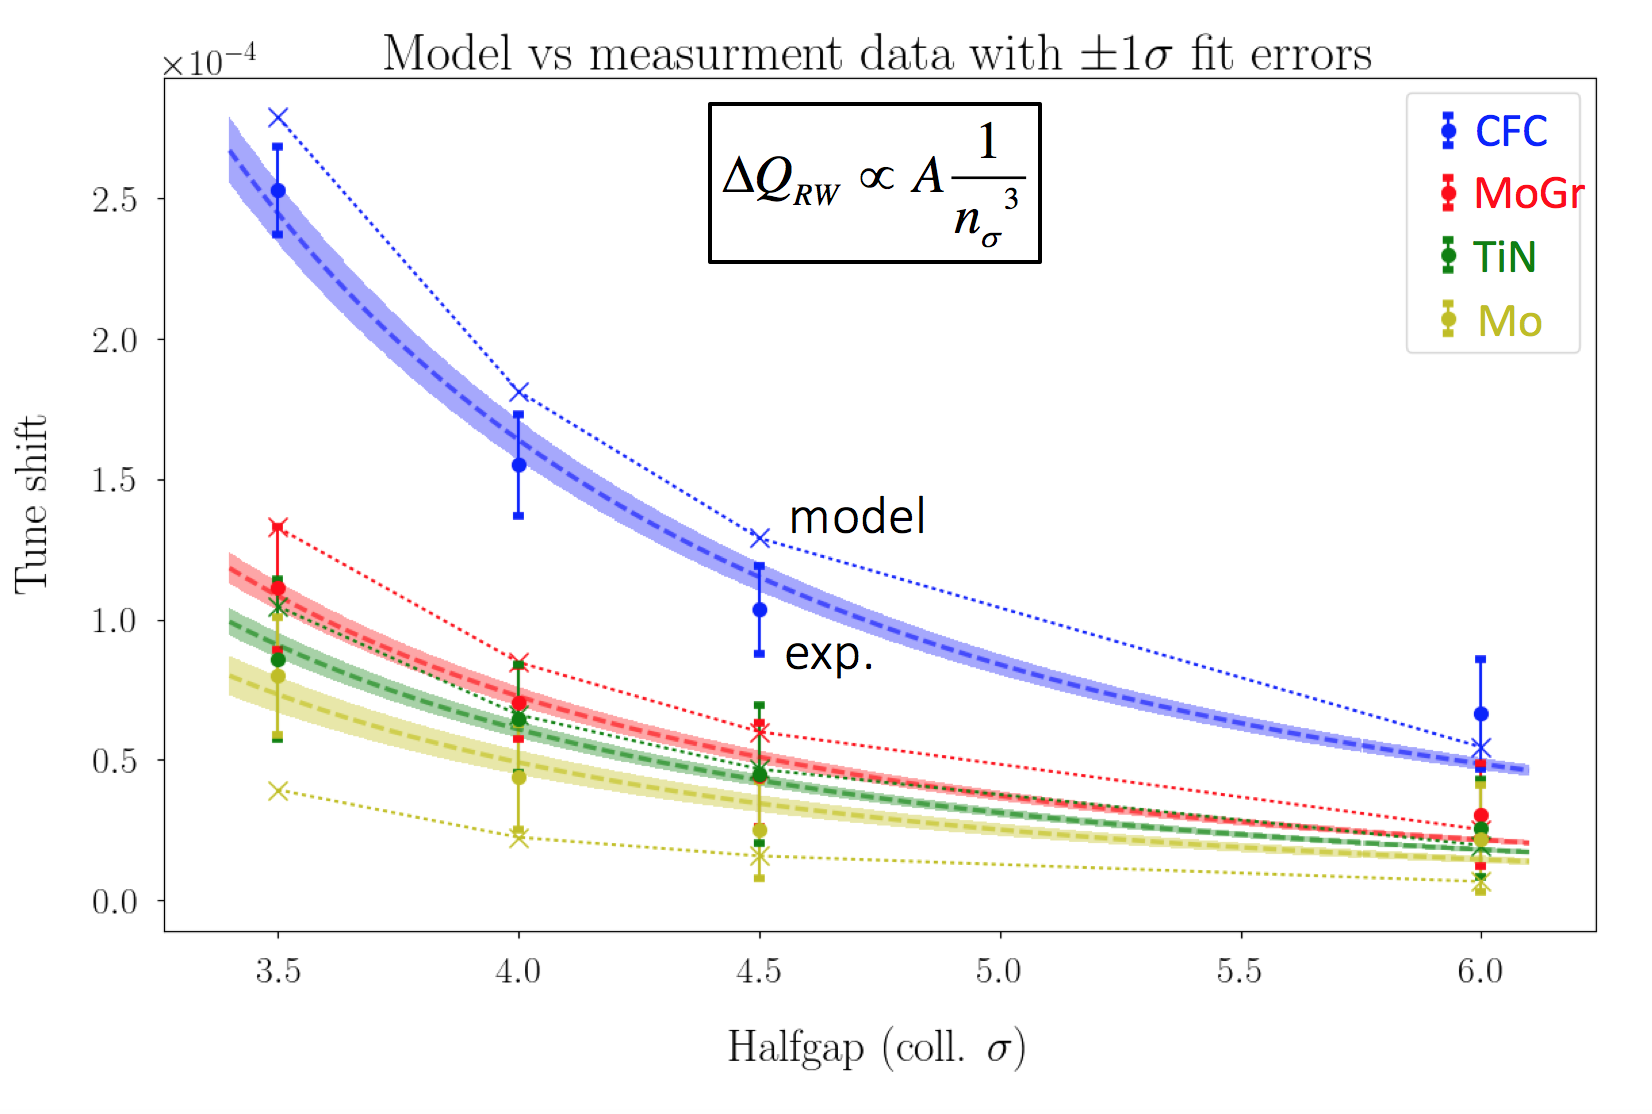 ×10⁻⁴
Model vs measurment data with ±1σ fit errors
ΔQ_RW ∝ A 1/n_σ³
CFC
MoGr
TiN
Mo
model
exp.
2.5
2.0
1.5
1.0
0.5
0.0
Tune shift
3.5 4.0 4.5 5.0 5.5 6.0
Halfgap (coll. σ)